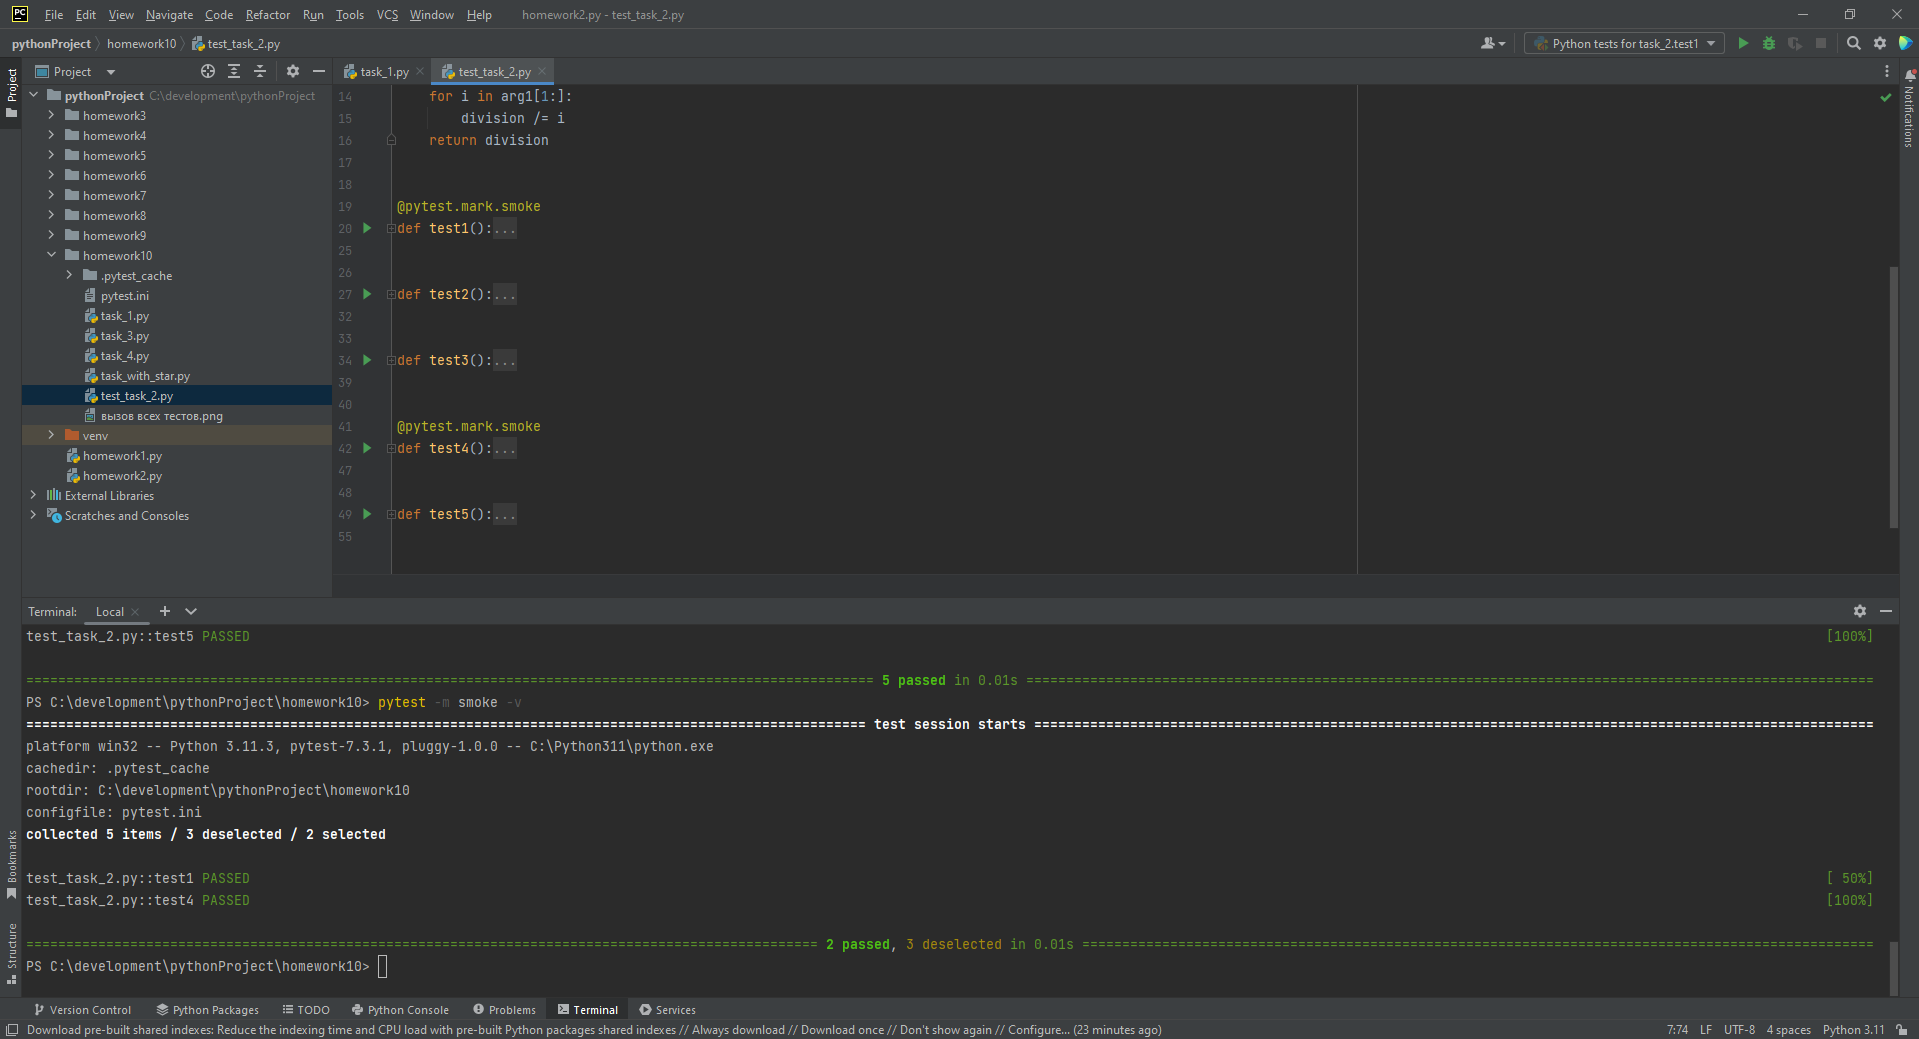 PC File Edit View Navigate Code Refactor Run Tools VCS Window Help homework2.py - test_task_2.py
pythonProject homework10 test_task_2.py Python tests for task_2.test1
Project
Project
task_1.py test_task_2.py
Notifications
pythonProject C:\development\pythonProject
homework3
homework4
homework5
homework6
homework7
homework8
homework9
homework10
.pytest_cache
pytest.ini
task_1.py
task_3.py
task_4.py
task_with_star.py
test_task_2.py
вызов всех тестов.png
venv
homework1.py
homework2.py
External Libraries
Scratches and Consoles
14 for i in arg1[1:]:
15 division /= i
16 return division
17
18
19 @pytest.mark.smoke
20 def test1():...
25
26
27 def test2():...
32
33
34 def test3():...
39
40
41 @pytest.mark.smoke
42 def test4():...
47
48
49 def test5():...
55
Terminal: Local
test_task_2.py::test5 PASSED [100%]
5 passed in 0.01s
PS C:\development\pythonProject\homework10> pytest -m smoke -v
test session starts
platform win32 -- Python 3.11.3, pytest-7.3.1, pluggy-1.0.0 -- C:\Python311\python.exe
cachedir: .pytest_cache
rootdir: C:\development\pythonProject\homework10
configfile: pytest.ini
collected 5 items / 3 deselected / 2 selected
test_task_2.py::test1 PASSED [ 50%]
test_task_2.py::test4 PASSED [100%]
2 passed, 3 deselected in 0.01s
PS C:\development\pythonProject\homework10>
Bookmarks
Structure
Version Control Python Packages TODO Python Console Problems Terminal Services
Download pre-built shared indexes: Reduce the indexing time and CPU load with pre-built Python packages shared indexes // Always download // Download once // Don't show again // Configure... (23 minutes ago) 7:74 LF UTF-8 4 spaces Python 3.11